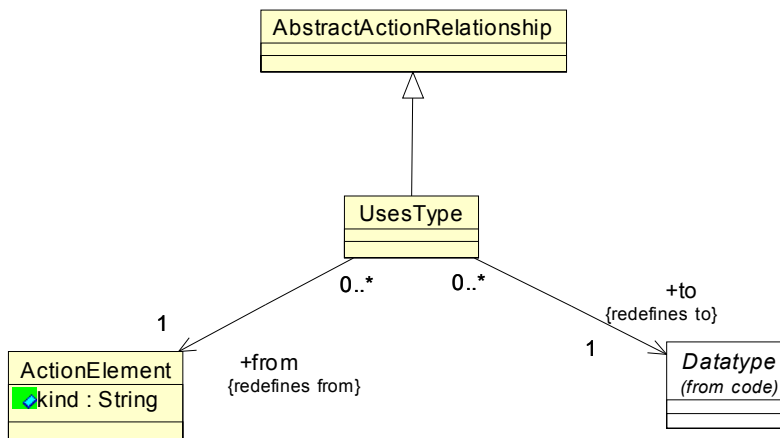 AbstractActionRelationship
UsesType
0..*
0..*
+to
{redefines to}
1
1
+from
{redefines from}
ActionElement
kind : String
Datatype
(from code)